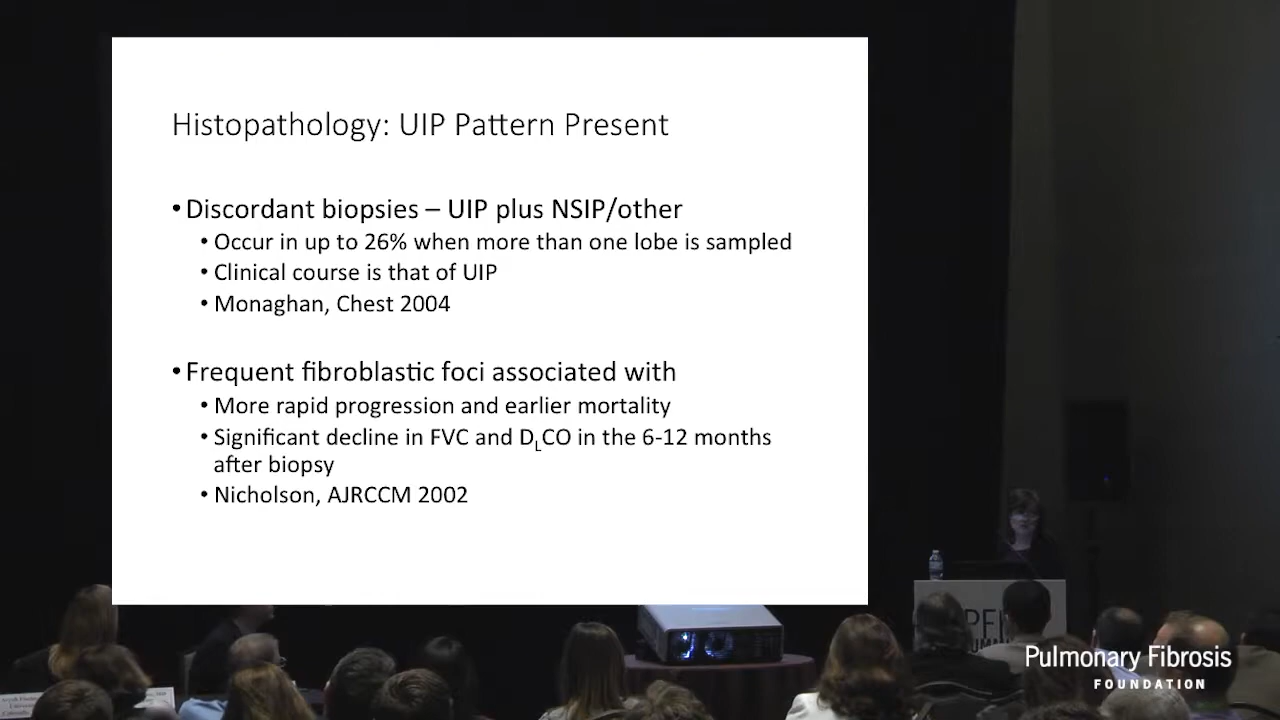 Histopathology: UIP Pattern Present
• Discordant biopsies – UIP plus NSIP/other
• Occur in up to 26% when more than one lobe is sampled
• Clinical course is that of UIP
• Monaghan, Chest 2004
• Frequent fibroblastic foci associated with
• More rapid progression and earlier mortality
• Significant decline in FVC and DLCO in the 6-12 months
after biopsy
• Nicholson, AJRCCM 2002
Pulmonary Fibrosis
FOUNDATION